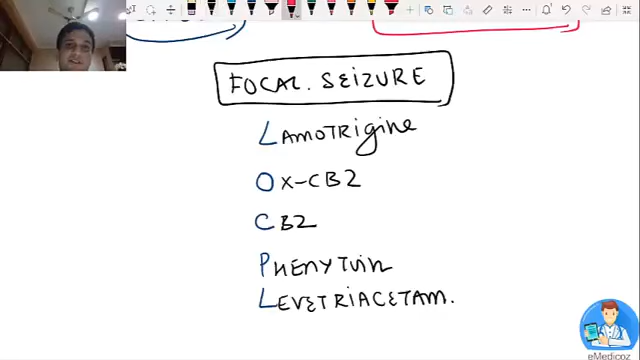 FOCAL. SEIZURE
LAMOTRIGINE
OX-CBZ
CBZ
PHENYTOIN
LEVETRIACETAM.
eMedicoz